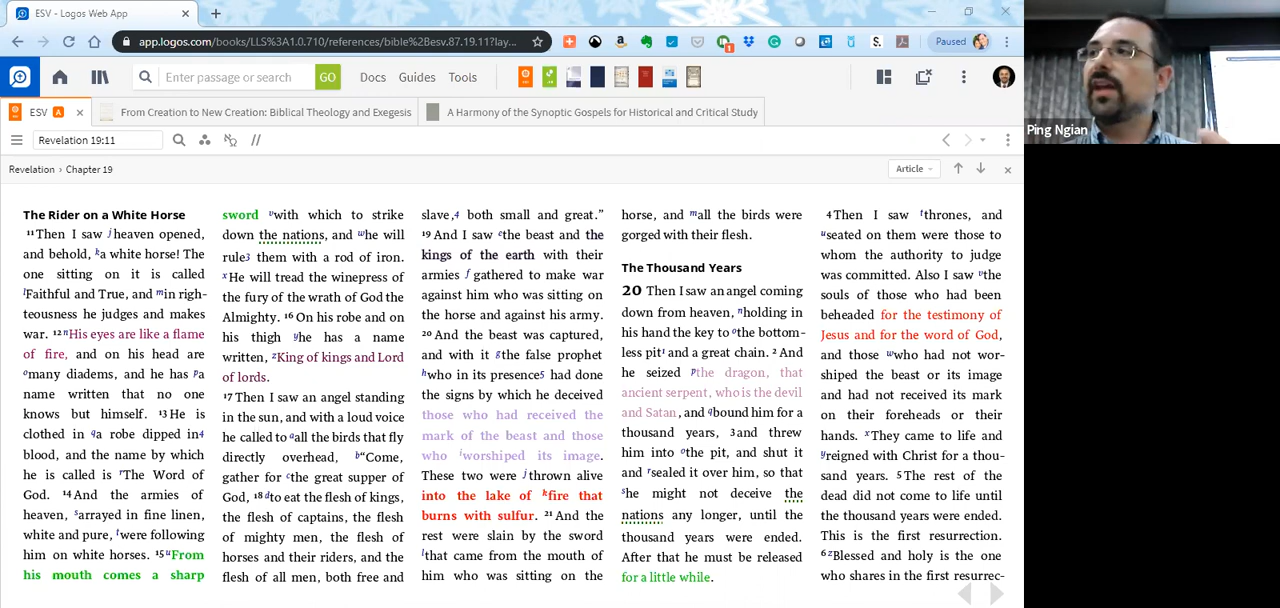 ESV - Logos Web App
app.logos.com/books/LLS%3A1.0.710/references/bible%2Besv.87.19.11?lay...
Paused
Enter passage or search
GO
Docs
Guides
Tools
ESV A
From Creation to New Creation: Biblical Theology and Exegesis
A Harmony of the Synoptic Gospels for Historical and Critical Study
Revelation 19:11
Revelation › Chapter 19
Article
The Rider on a White Horse
11 Then I saw j heaven opened,
and behold, k a white horse! The
one sitting on it is called
l Faithful and True, and m in righ-
teousness he judges and makes
war. 12 n His eyes are like a flame
of fire, and on his head are
o many diadems, and he has p a
name written that no one
knows but himself. 13 He is
clothed in q a robe dipped in 4
blood, and the name by which
he is called is r The Word of
God. 14 And the armies of
heaven, s arrayed in fine linen,
white and pure, t were following
him on white horses. 15 u From
his mouth comes a sharp
sword v with which to strike
down the nations, and w he will
rule 3 them with a rod of iron.
x He will tread the winepress of
the fury of the wrath of God the
Almighty. 16 On his robe and on
his thigh y he has a name
written, z King of kings and Lord
of lords.
17 Then I saw an angel standing
in the sun, and with a loud voice
he called to a all the birds that fly
directly overhead, b “Come,
gather for c the great supper of
God, 18 d to eat the flesh of kings,
the flesh of captains, the flesh
of mighty men, the flesh of
horses and their riders, and the
flesh of all men, both free and
slave, 4 both small and great.”
19 And I saw e the beast and the
kings of the earth with their
armies f gathered to make war
against him who was sitting on
the horse and against his army.
20 And the beast was captured,
and with it g the false prophet
h who in its presence 5 had done
the signs by which he deceived
those who had received the
mark of the beast and those
who i worshiped its image.
These two were j thrown alive
into the lake of k fire that
burns with sulfur. 21 And the
rest were slain by the sword
l that came from the mouth of
him who was sitting on the
horse, and m all the birds were
gorged with their flesh.
The Thousand Years
20 Then I saw an angel coming
down from heaven, n holding in
his hand the key to o the bottom-
less pit 1 and a great chain. 2 And
he seized p the dragon, that
ancient serpent, who is the devil
and Satan, and q bound him for a
thousand years, 3 and threw
him into o the pit, and shut it
and r sealed it over him, so that
s he might not deceive the
nations any longer, until the
thousand years were ended.
After that he must be released
for a little while.
4 Then I saw t thrones, and
u seated on them were those to
whom the authority to judge
was committed. Also I saw v the
souls of those who had been
beheaded for the testimony of
Jesus and for the word of God,
and those w who had not wor-
shiped the beast or its image
and had not received its mark
on their foreheads or their
hands. x They came to life and
y reigned with Christ for a thou-
sand years. 5 The rest of the
dead did not come to life until
the thousand years were ended.
This is the first resurrection.
6 z Blessed and holy is the one
who shares in the first resurrec-
Ping Ngian